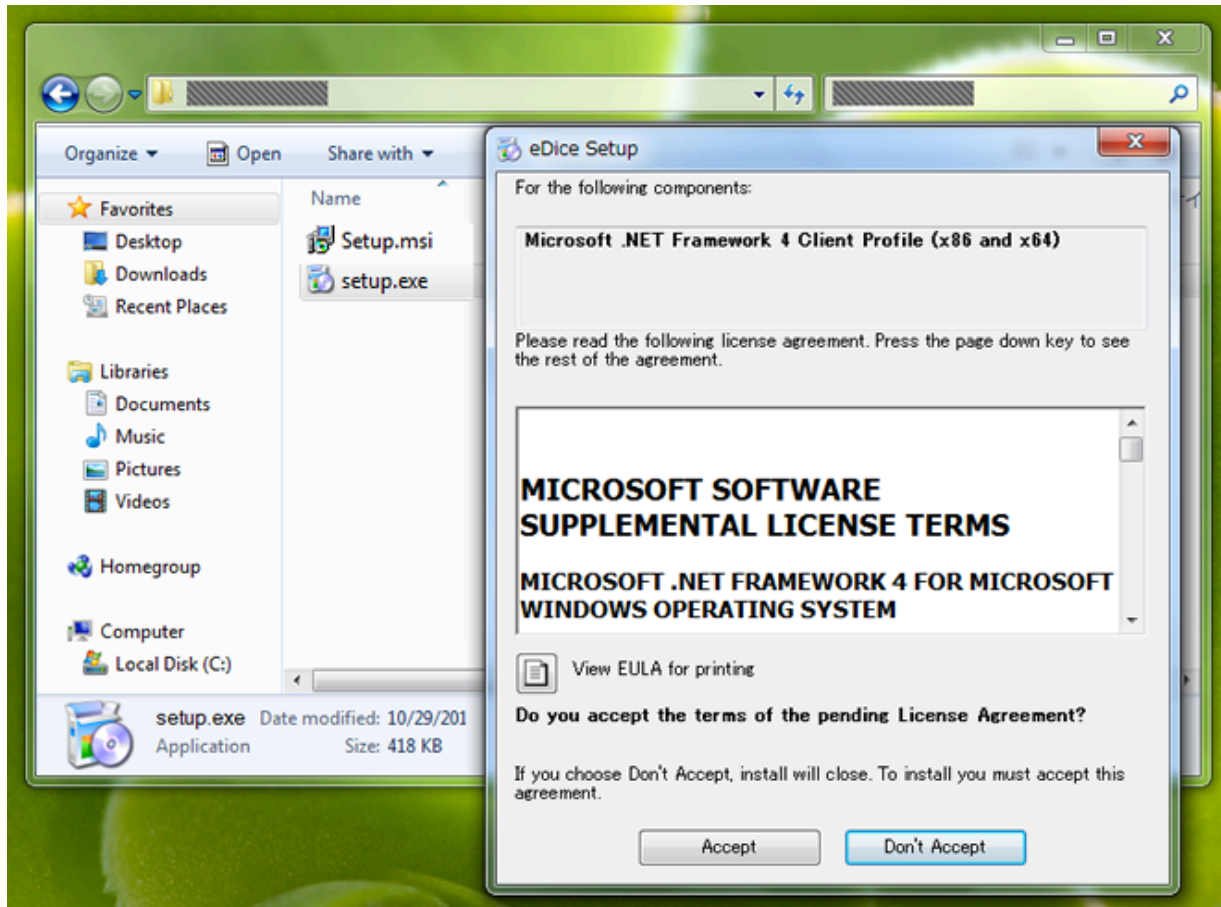 Organize
Open
Share with
Favorites
Desktop
Downloads
Recent Places
Libraries
Documents
Music
Pictures
Videos
Homegroup
Computer
Local Disk (C:)
Name
Setup.msi
setup.exe
setup.exe Date modified: 10/29/201
Application Size: 418 KB
eDice Setup
For the following components:
Microsoft .NET Framework 4 Client Profile (x86 and x64)
Please read the following license agreement. Press the page down key to see
the rest of the agreement.
MICROSOFT SOFTWARE
SUPPLEMENTAL LICENSE TERMS
MICROSOFT .NET FRAMEWORK 4 FOR MICROSOFT
WINDOWS OPERATING SYSTEM
View EULA for printing
Do you accept the terms of the pending License Agreement?
If you choose Don't Accept, install will close. To install you must accept this
agreement.
Accept
Don't Accept